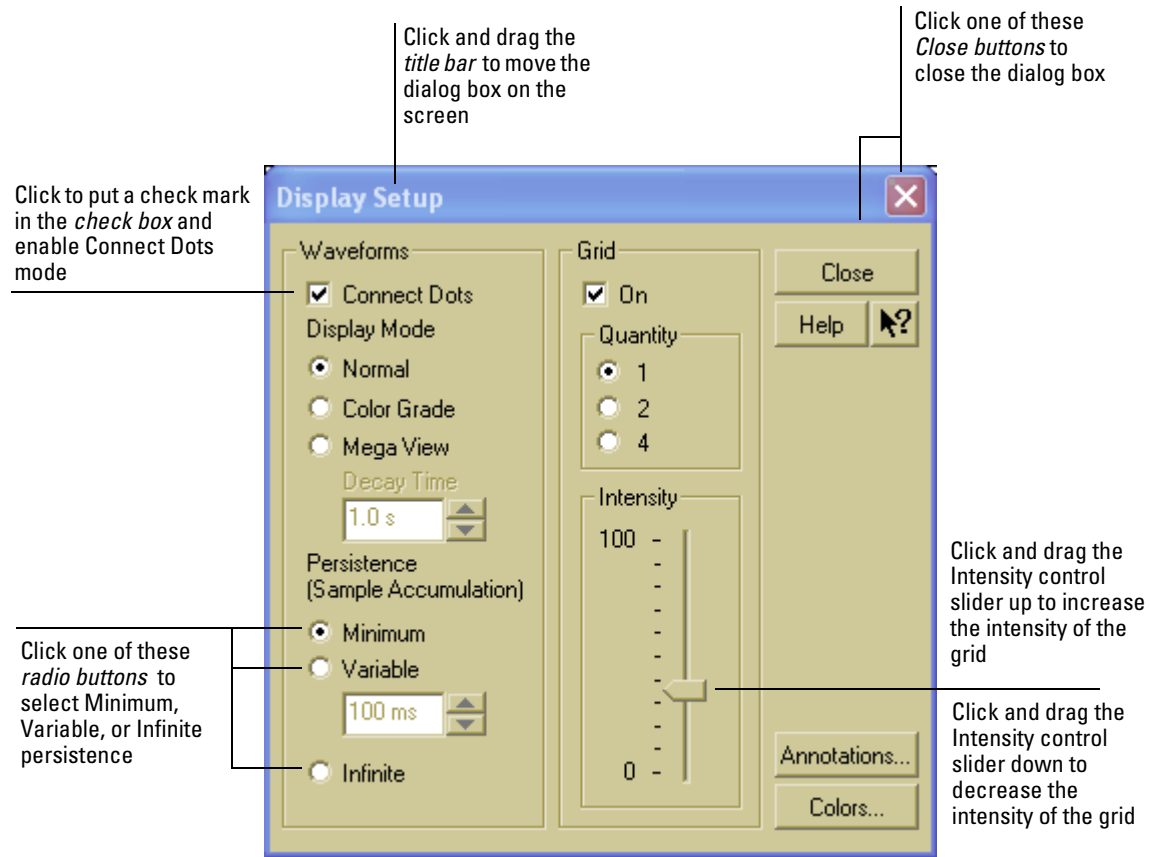 Click and drag the
title bar to move the
dialog box on the
screen
Click one of these
Close buttons to
close the dialog box
Click to put a check mark
in the check box and
enable Connect Dots
mode
Display Setup
Waveforms
Connect Dots
Display Mode
Normal
Color Grade
Mega View
Decay Time
1.0 s
Persistence
(Sample Accumulation)
Minimum
Variable
100 ms
Infinite
Grid
On
Quantity
1
2
4
Intensity
100
0
Close
Help
?
Annotations...
Colors...
Click one of these
radio buttons to
select Minimum,
Variable, or Infinite
persistence
Click and drag the
Intensity control
slider up to increase
the intensity of the
grid
Click and drag the
Intensity control
slider down to
decrease the
intensity of the grid